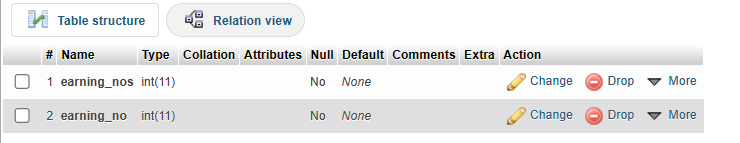 Table structure Relation view
# Name Type Collation Attributes Null Default Comments Extra Action
1 earning_nos int(11) No None Change Drop More
2 earning_no int(11) No None Change Drop More